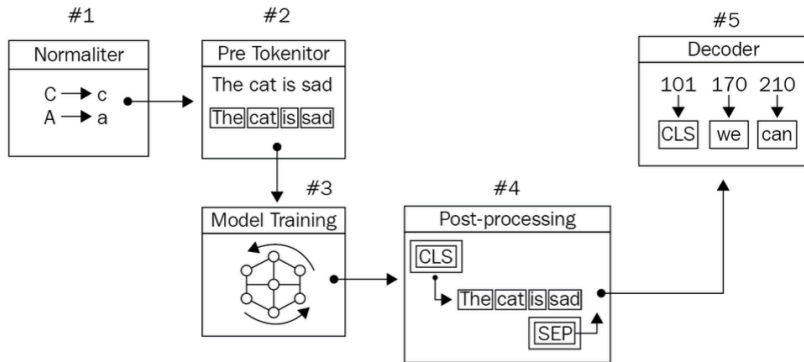 #1
Normaliter
C c
A a
#2
Pre Tokenitor
The cat is sad
The cat is sad
#3
Model Training
#4
Post-processing
CLS
The cat is sad
SEP
#5
Decoder
101 170 210
CLS we can